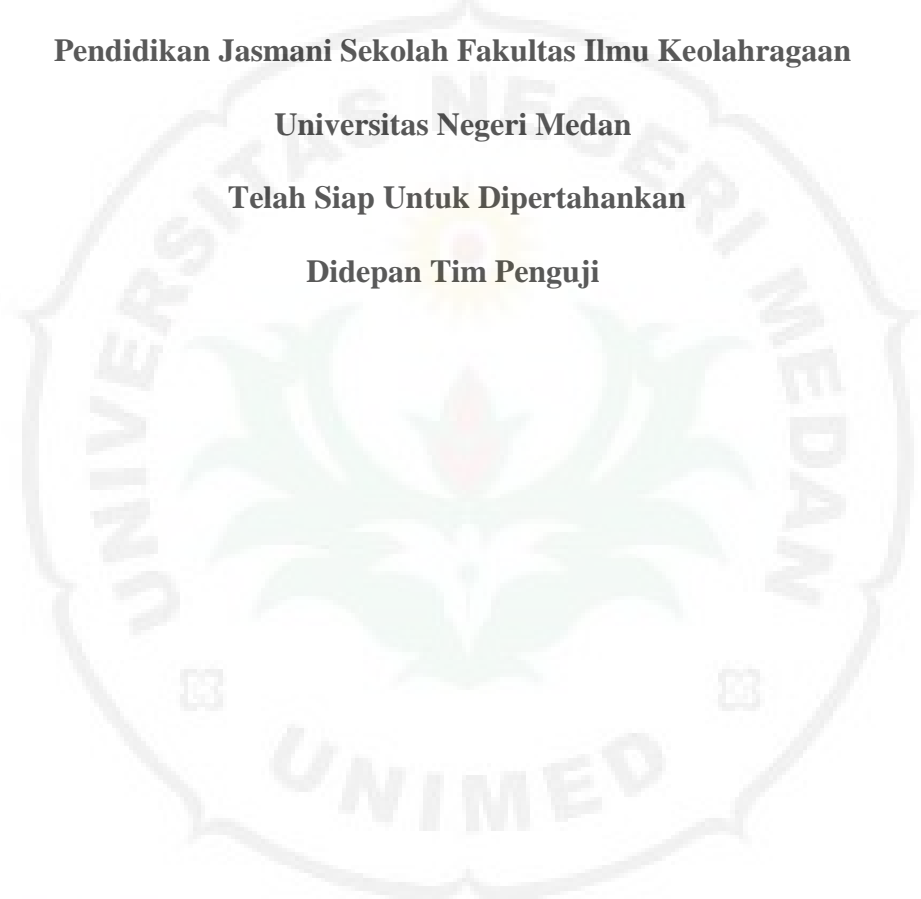 Pendidikan Jasmani Sekolah Fakultas Ilmu Keolahragaan
Universitas Negeri Medan
Telah Siap Untuk Dipertahankan
Didepan Tim Penguji
UNIVERSITAS NEGERI MEDAN
UNIMED